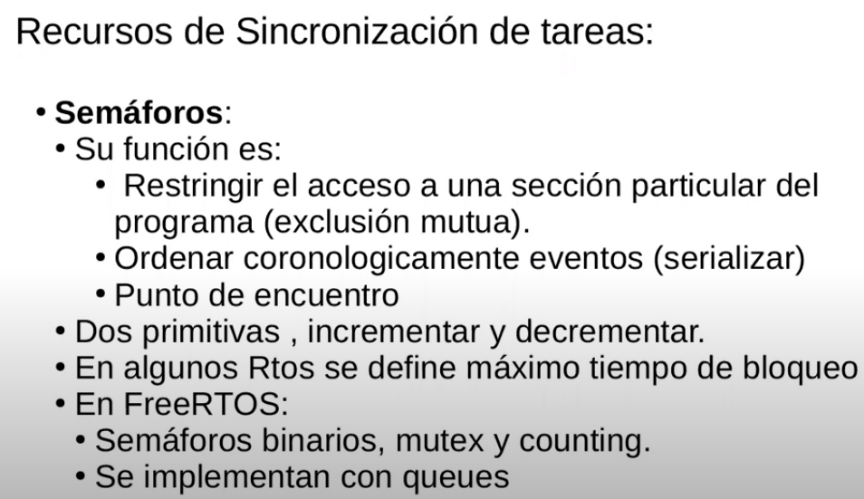 Recursos de Sincronización de tareas:
• Semáforos:
• Su función es:
• Restringir el acceso a una sección particular del
programa (exclusión mutua).
• Ordenar coronologicamente eventos (serializar)
• Punto de encuentro
• Dos primitivas , incrementar y decrementar.
• En algunos Rtos se define máximo tiempo de bloqueo
• En FreeRTOS:
• Semáforos binarios, mutex y counting.
• Se implementan con queues